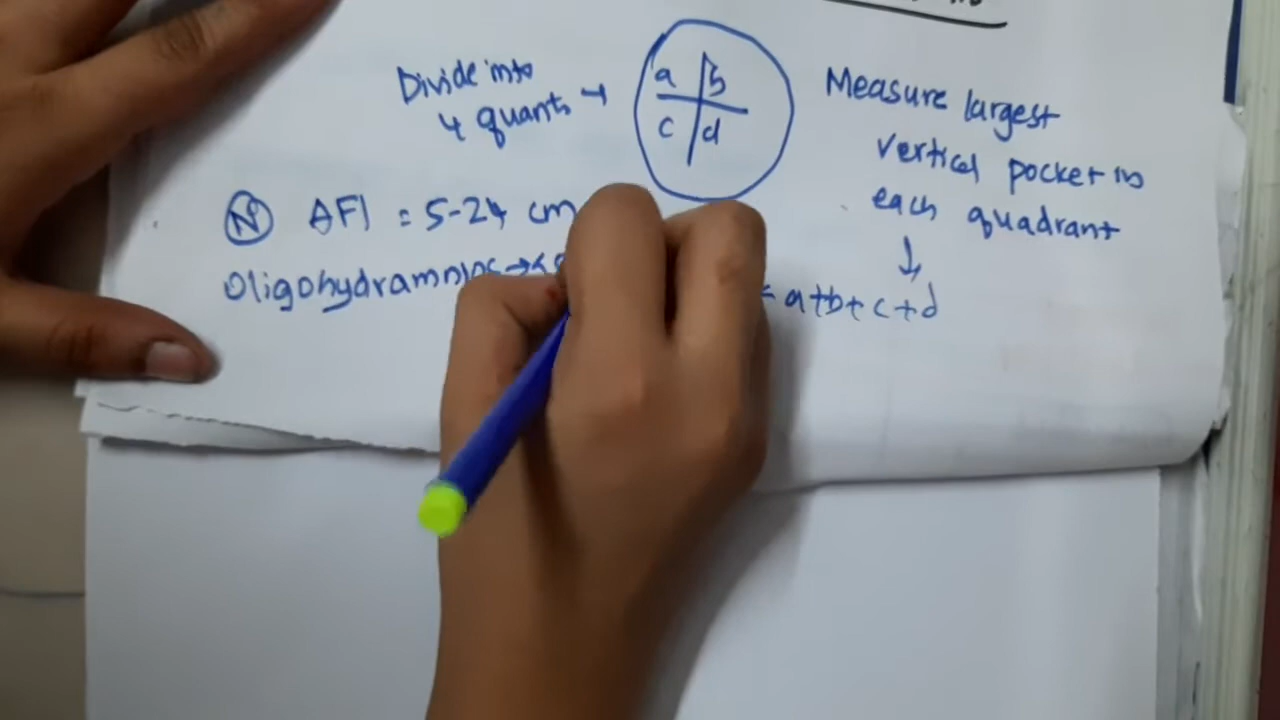 Divide into
4 quants →
a b
c d
Measure largest
vertical pocket in
each quadrant
↓
= a+b+c+d
N AFI = 5-24 cm
Oligohydramnios →